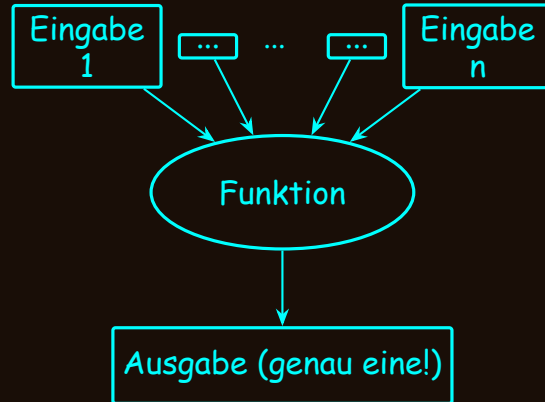 Eingabe
1
...
...
...
Eingabe
n
Funktion
Ausgabe (genau eine!)